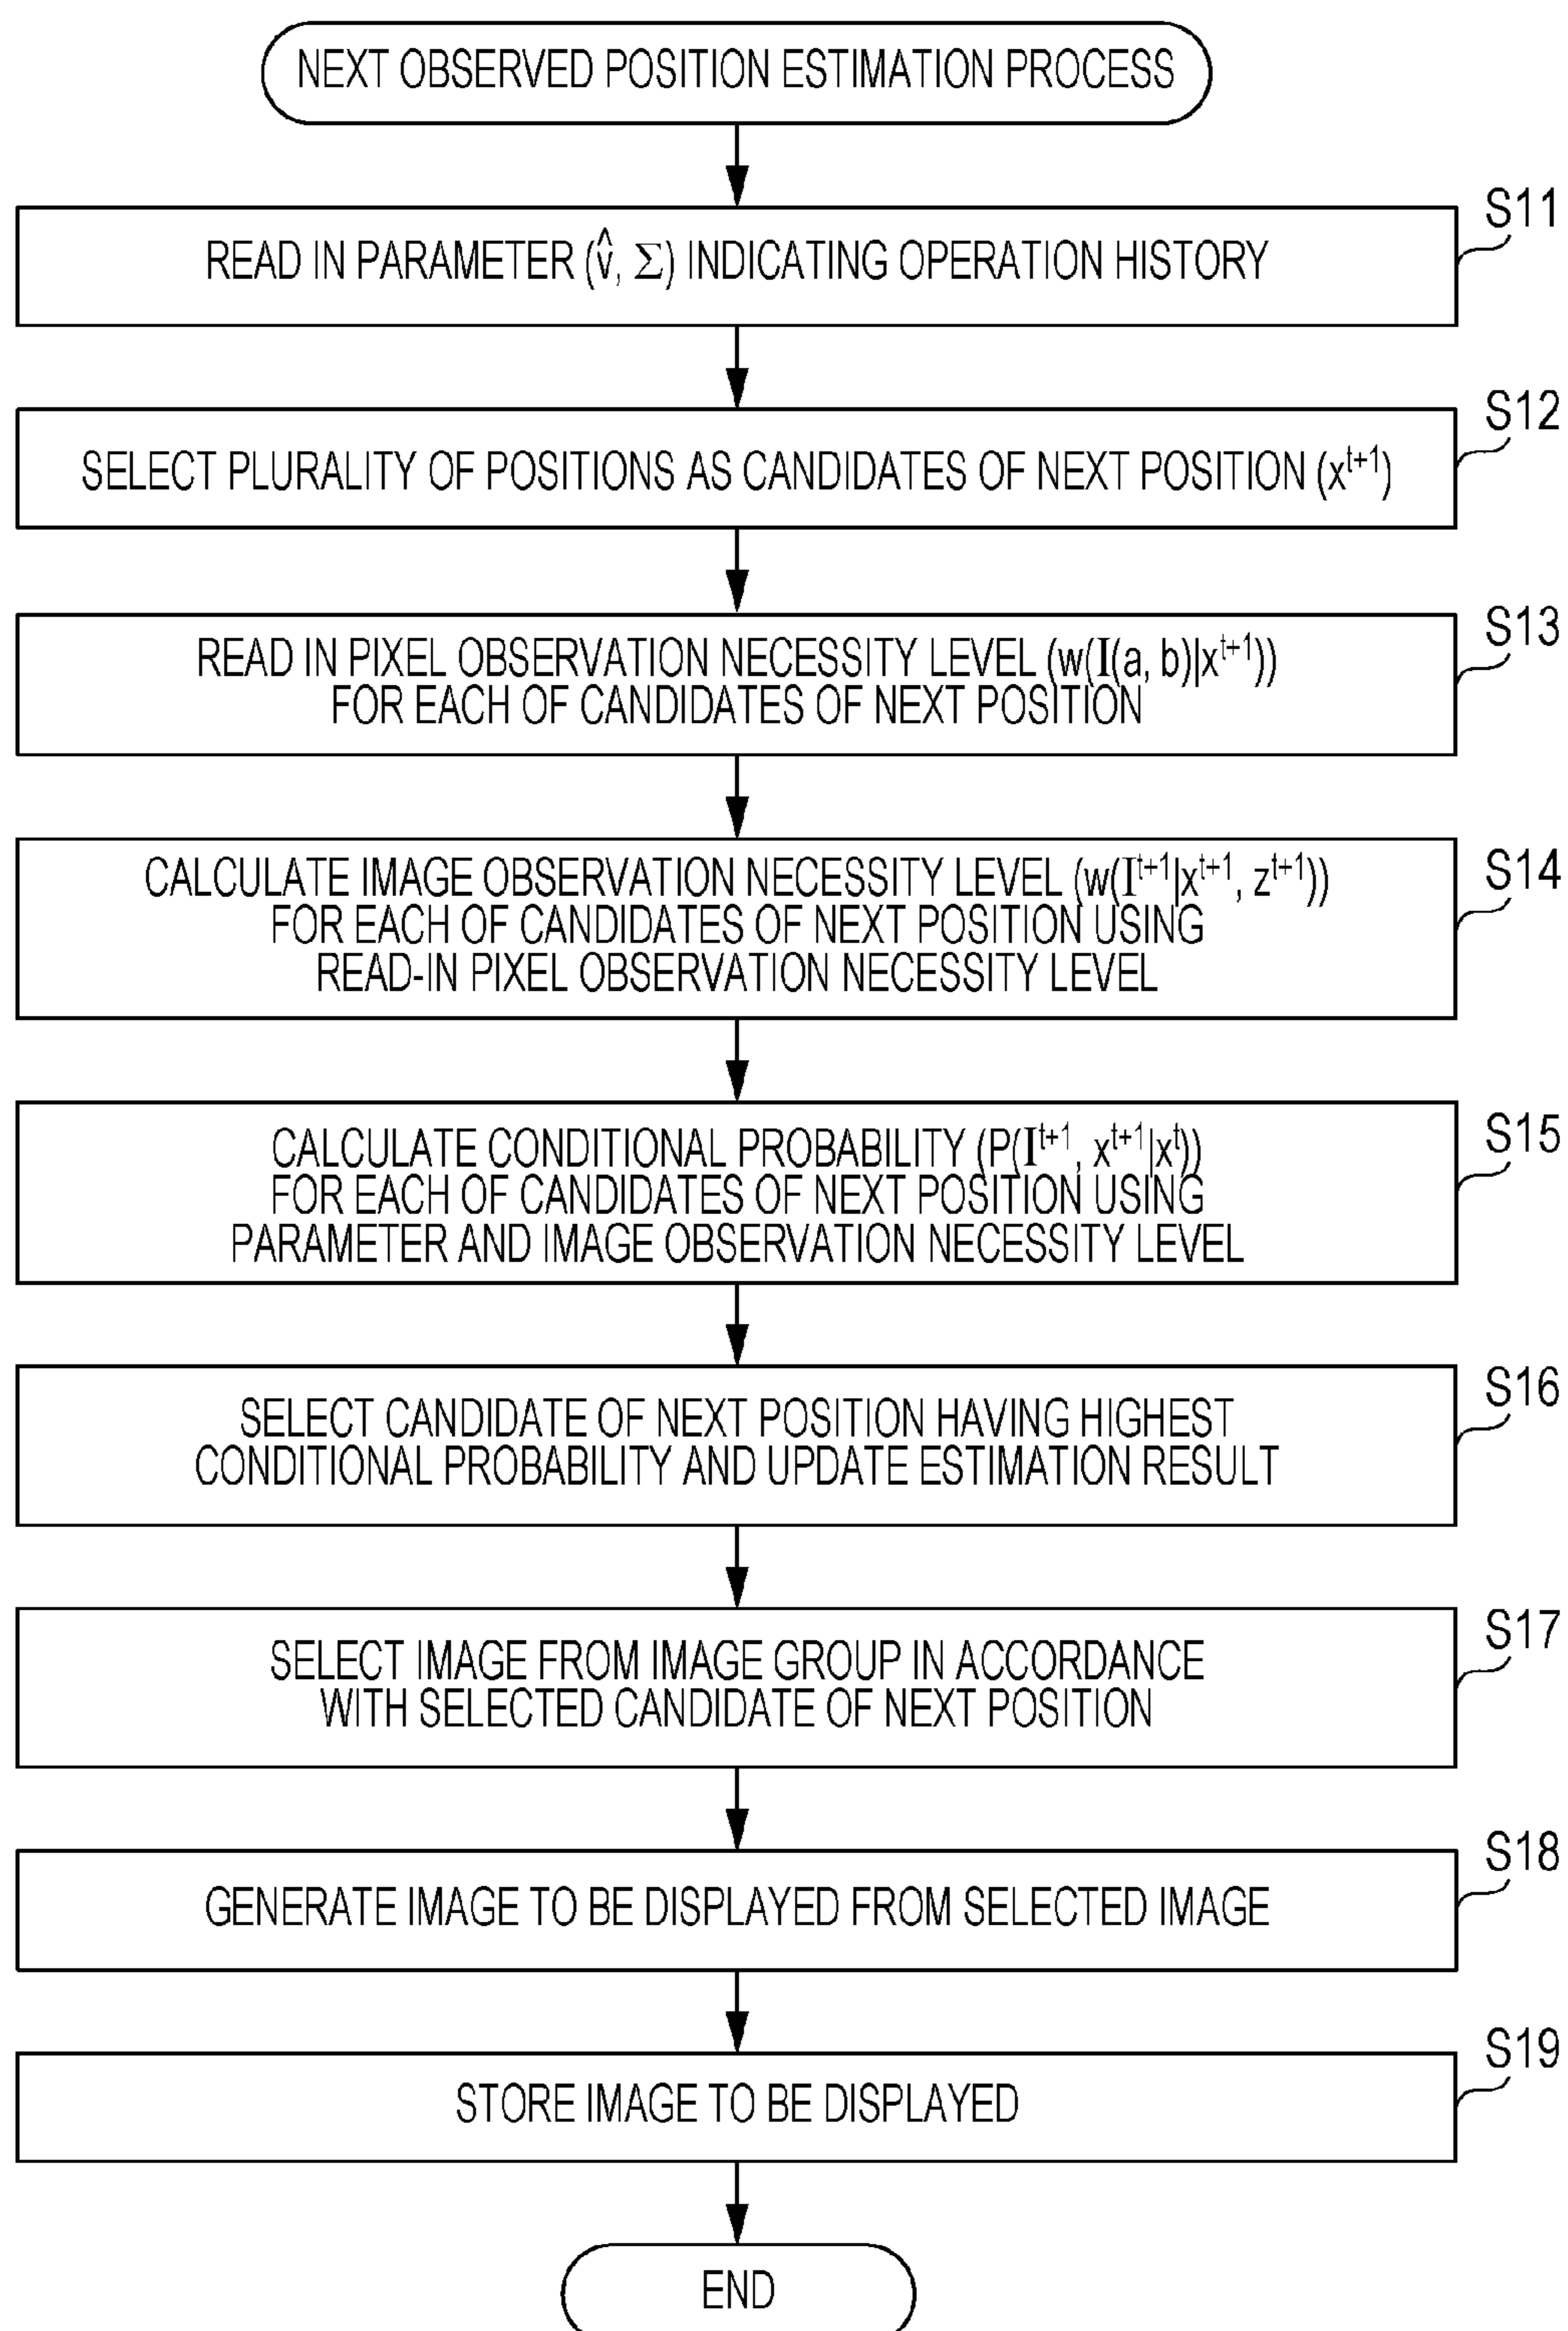 NEXT OBSERVED POSITION ESTIMATION PROCESS
S11
READ IN PARAMETER (v̂, Σ) INDICATING OPERATION HISTORY
S12
SELECT PLURALITY OF POSITIONS AS CANDIDATES OF NEXT POSITION (x^{t+1})
S13
READ IN PIXEL OBSERVATION NECESSITY LEVEL (w(I(a, b)|x^{t+1}))
FOR EACH OF CANDIDATES OF NEXT POSITION
S14
CALCULATE IMAGE OBSERVATION NECESSITY LEVEL (w(I^{t+1}|x^{t+1}, z^{t+1}))
FOR EACH OF CANDIDATES OF NEXT POSITION USING
READ-IN PIXEL OBSERVATION NECESSITY LEVEL
S15
CALCULATE CONDITIONAL PROBABILITY (P(I^{t+1}, x^{t+1}|x^t))
FOR EACH OF CANDIDATES OF NEXT POSITION USING
PARAMETER AND IMAGE OBSERVATION NECESSITY LEVEL
S16
SELECT CANDIDATE OF NEXT POSITION HAVING HIGHEST
CONDITIONAL PROBABILITY AND UPDATE ESTIMATION RESULT
S17
SELECT IMAGE FROM IMAGE GROUP IN ACCORDANCE
WITH SELECTED CANDIDATE OF NEXT POSITION
S18
GENERATE IMAGE TO BE DISPLAYED FROM SELECTED IMAGE
S19
STORE IMAGE TO BE DISPLAYED
END